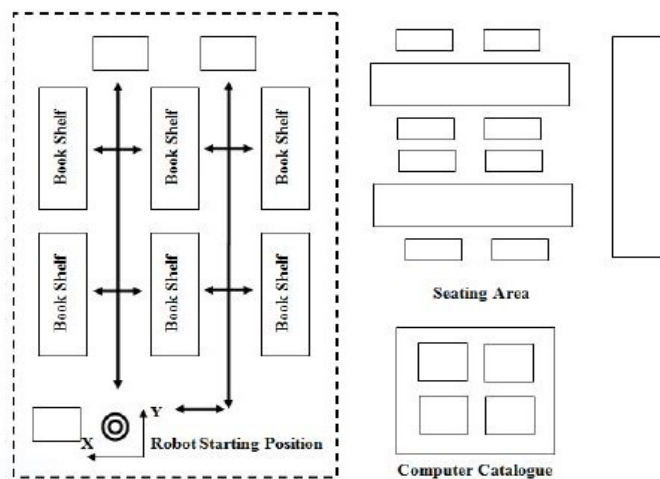 Book Shelf
Book Shelf
Book Shelf
Book Shelf
Book Shelf
Book Shelf
Seating Area
Y
X
Robot Starting Position
Computer Catalogue